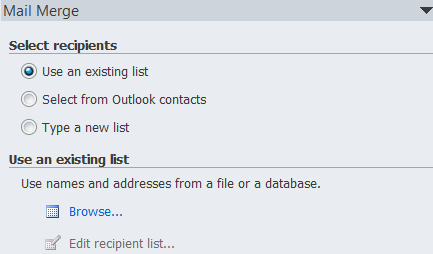 Mail Merge
Select recipients
Use an existing list
Select from Outlook contacts
Type a new list
Use an existing list
Use names and addresses from a file or a database.
Browse...
Edit recipient list...